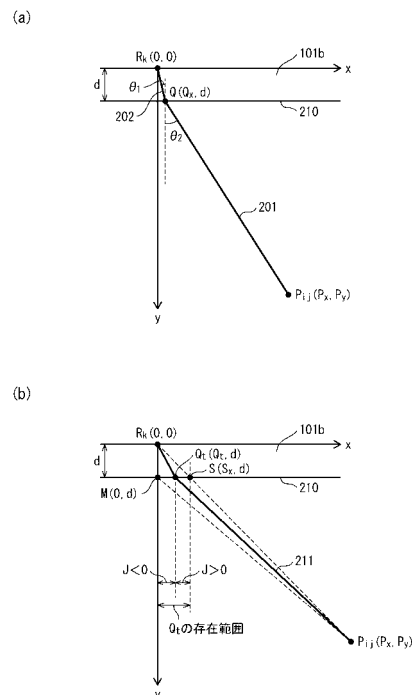 (a)
Rk(0, 0)
101b
x
d
θ1
Q(Qx, d)
210
202
θ2
201
Pij(Px, Py)
y
(b)
Rk(0, 0)
101b
x
Qt(Qt, d)
d
S(Sx, d)
M(0, d)
210
211
J<0
J>0
Qtの存在範囲
Pij(Px, Py)
y